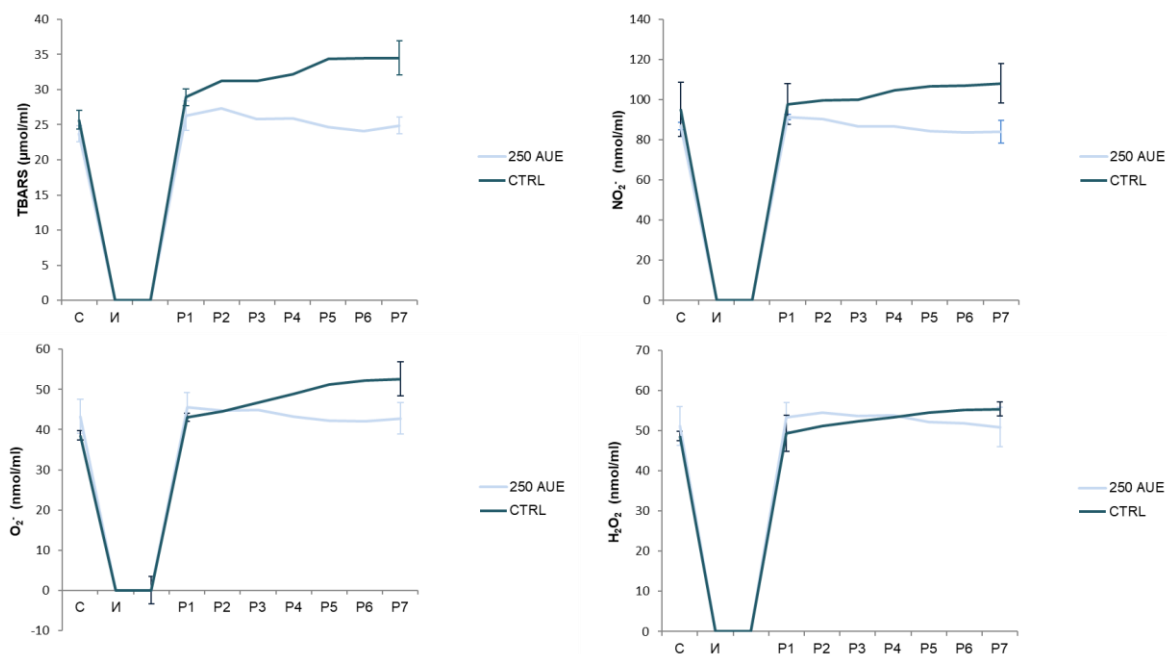 TBARS (µmol/ml)
40
35
30
25
20
15
10
5
0
С И P1 P2 P3 P4 P5 P6 P7
250 AUE
CTRL
NO₂⁻ (nmol/ml)
140
120
100
80
60
40
20
0
С И P1 P2 P3 P4 P5 P6 P7
250 AUE
CTRL
O₂⁻ (nmol/ml)
60
50
40
30
20
10
0
-10
С И P1 P2 P3 P4 P5 P6 P7
250 AUE
CTRL
H₂O₂ (nmol/ml)
70
60
50
40
30
20
10
0
С И P1 P2 P3 P4 P5 P6 P7
250 AUE
CTRL